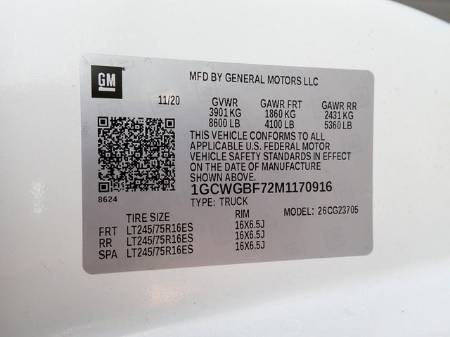 GM
MFD BY GENERAL MOTORS LLC
11/20 GVWR GAWR FRT GAWR RR
3901 KG 1860 KG 2431 KG
8600 LB 4100 LB 5360 LB
THIS VEHICLE CONFORMS TO ALL
APPLICABLE U.S. FEDERAL MOTOR
VEHICLE SAFETY STANDARDS IN EFFECT
ON THE DATE OF MANUFACTURE
SHOWN ABOVE.
1GCWGBF72M1170916
8624 TYPE: TRUCK MODEL: 26CG23705
TIRE SIZE RIM
FRT LT245/75R16ES 16X6.5J
RR LT245/75R16ES 16X6.5J
SPA LT245/75R16ES 16X6.5J